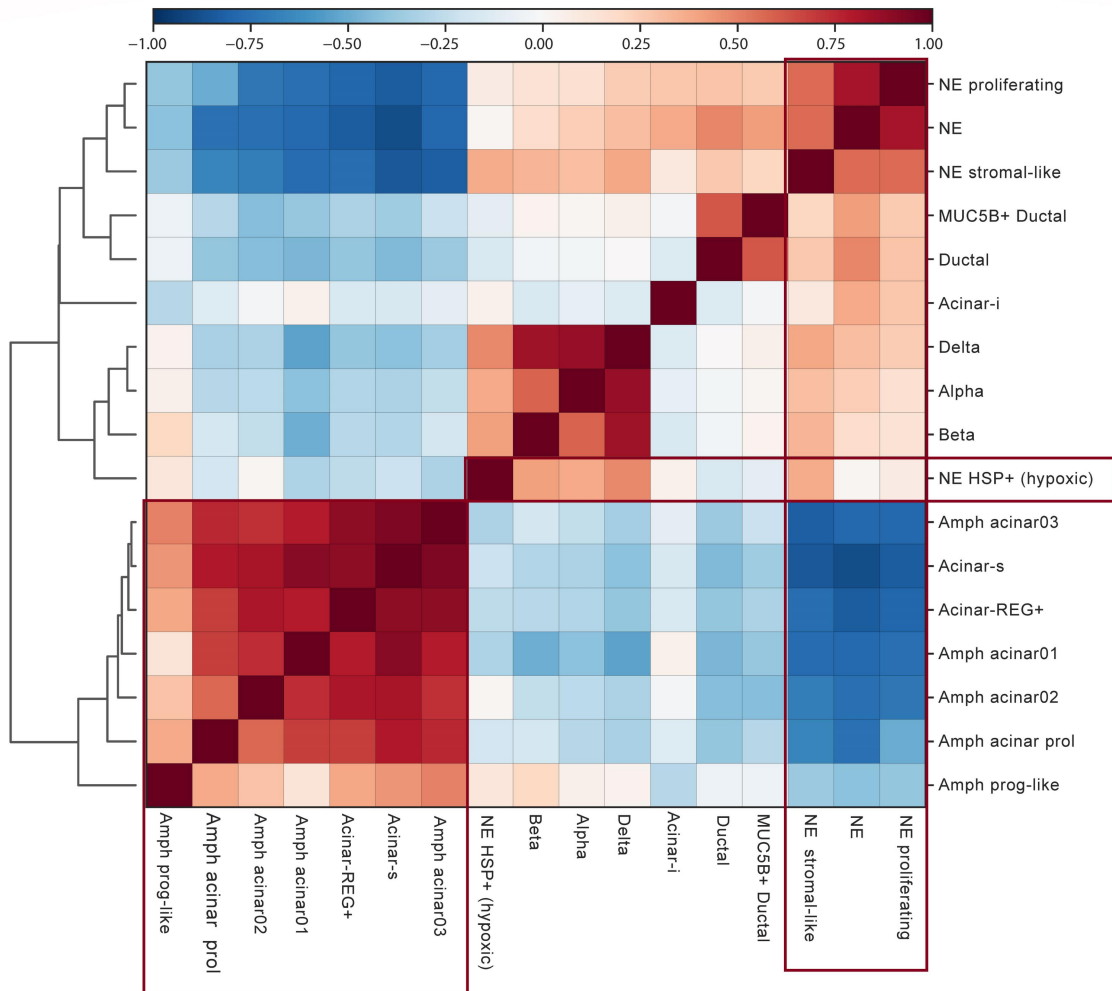 −1.00 −0.75 −0.50 −0.25 0.00 0.25 0.50 0.75 1.00
NE proliferating
NE
NE stromal-like
MUC5B+ Ductal
Ductal
Acinar-i
Delta
Alpha
Beta
NE HSP+ (hypoxic)
Amph acinar03
Acinar-s
Acinar-REG+
Amph acinar01
Amph acinar02
Amph acinar prol
Amph prog-like
Amph prog-like
Amph acinar prol
Amph acinar02
Amph acinar01
Acinar-REG+
Acinar-s
Amph acinar03
NE HSP+ (hypoxic)
Beta
Alpha
Delta
Acinar-i
Ductal
MUC5B+ Ductal
NE stromal-like
NE
NE proliferating